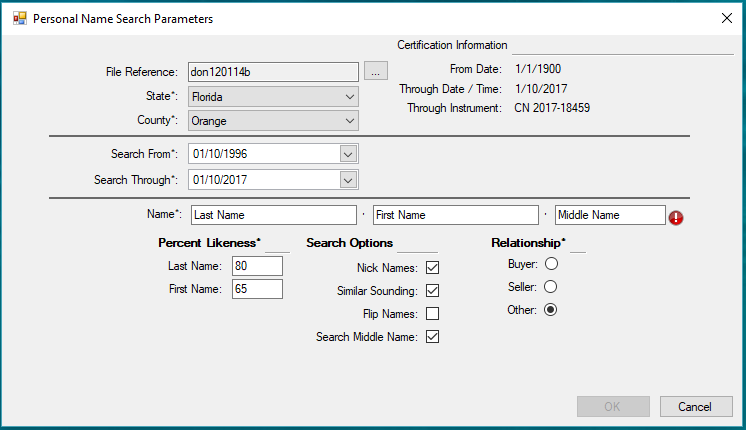 Personal Name Search Parameters
Certification Information
File Reference: don120114b ... From Date: 1/1/1900
State*: Florida Through Date / Time: 1/10/2017
County*: Orange Through Instrument: CN 2017-18459
Search From*: 01/10/1996
Search Through*: 01/10/2017
Name*: Last Name . First Name . Middle Name
Percent Likeness* Search Options Relationship*
Last Name: 80 Nick Names: Buyer:
First Name: 65 Similar Sounding: Seller:
Flip Names: Other:
Search Middle Name:
OK Cancel